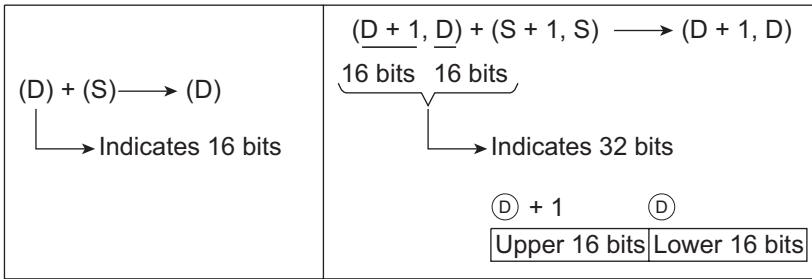 (D) + (S) ⟶ (D)
Indicates 16 bits
(D + 1, D) + (S + 1, S) ⟶ (D + 1, D)
16 bits 16 bits
Indicates 32 bits
Ⓓ + 1 Ⓓ
Upper 16 bits Lower 16 bits